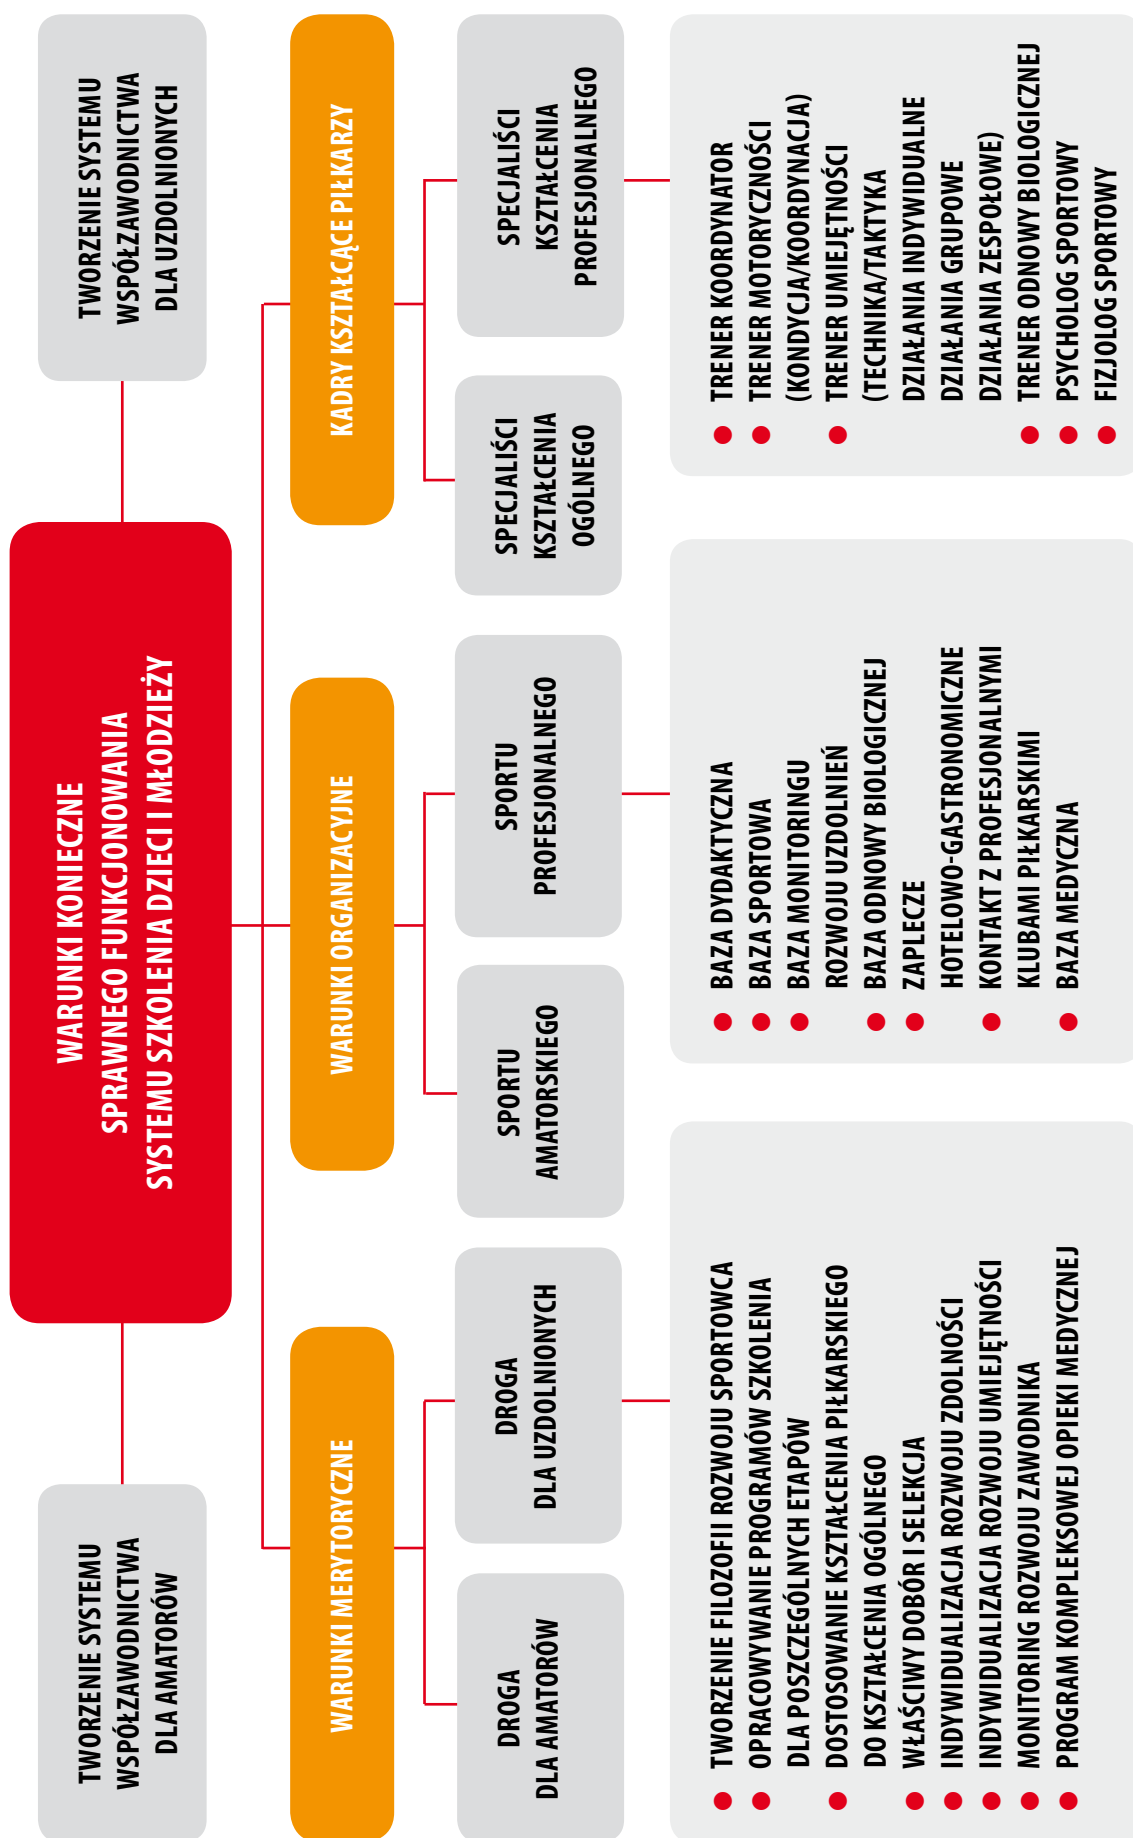 TWORZENIE SYSTEMU
WSPÓŁZAWODNICTWA
DLA AMATORÓW
WARUNKI KONIECZNE
SPRAWNEGO FUNKCJONOWANIA
SYSTEMU SZKOLENIA DZIECI I MŁODZIEŻY
TWORZENIE SYSTEMU
WSPÓŁZAWODNICTWA
DLA UZDOLNIONYCH
WARUNKI MERYTORYCZNE
WARUNKI ORGANIZACYJNE
KADRY KSZTAŁCĄCE PIŁKARZY
DROGA
DLA AMATORÓW
DROGA
DLA UZDOLNIONYCH
SPORTU
AMATORSKIEGO
SPORTU
PROFESJONALNEGO
SPECJALIŚCI
KSZTAŁCENIA
OGÓLNEGO
SPECJALIŚCI
KSZTAŁCENIA
PROFESJONALNEGO
● TWORZENIE FILOZOFII ROZWOJU SPORTOWCA
● OPRACOWYWANIE PROGRAMÓW SZKOLENIA
DLA POSZCZEGÓLNYCH ETAPÓW
● DOSTOSOWANIE KSZTAŁCENIA PIŁKARSKIEGO
DO KSZTAŁCENIA OGÓLNEGO
● WŁAŚCIWY DOBÓR I SELEKCJA
● INDYWIDUALIZACJA ROZWOJU ZDOLNOŚCI
● INDYWIDUALIZACJA ROZWOJU UMIEJĘTNOŚCI
● MONITORING ROZWOJU ZAWODNIKA
● PROGRAM KOMPLEKSOWEJ OPIEKI MEDYCZNEJ
● BAZA DYDAKTYCZNA
● BAZA SPORTOWA
● BAZA MONITORINGU
ROZWOJU UZDOLNIEŃ
● BAZA ODNOWY BIOLOGICZNEJ
● ZAPLECZE
HOTELOWO-GASTRONOMICZNE
● KONTAKT Z PROFESJONALNYMI
KLUBAMI PIŁKARSKIMI
● BAZA MEDYCZNA
● TRENER KOORDYNATOR
● TRENER MOTORYCZNOŚCI
(KONDYCJA/KOORDYNACJA)
● TRENER UMIEJĘTNOŚCI
(TECHNIKA/TAKTYKA
DZIAŁANIA INDYWIDUALNE
DZIAŁANIA GRUPOWE
DZIAŁANIA ZESPOŁOWE)
● TRENER ODNOWY BIOLOGICZNEJ
● PSYCHOLOG SPORTOWY
● FIZJOLOG SPORTOWY